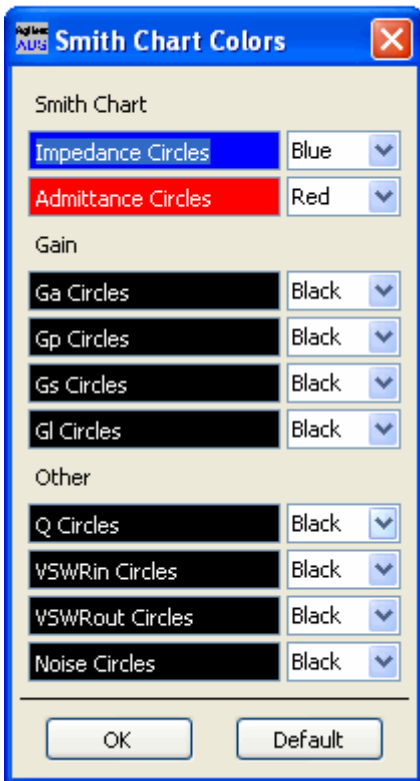 Agilent
ADS
Smith Chart Colors
Smith Chart
Impedance Circles Blue
Admittance Circles Red
Gain
Ga Circles Black
Gp Circles Black
Gs Circles Black
Gl Circles Black
Other
Q Circles Black
VSWRin Circles Black
VSWRout Circles Black
Noise Circles Black
OK Default